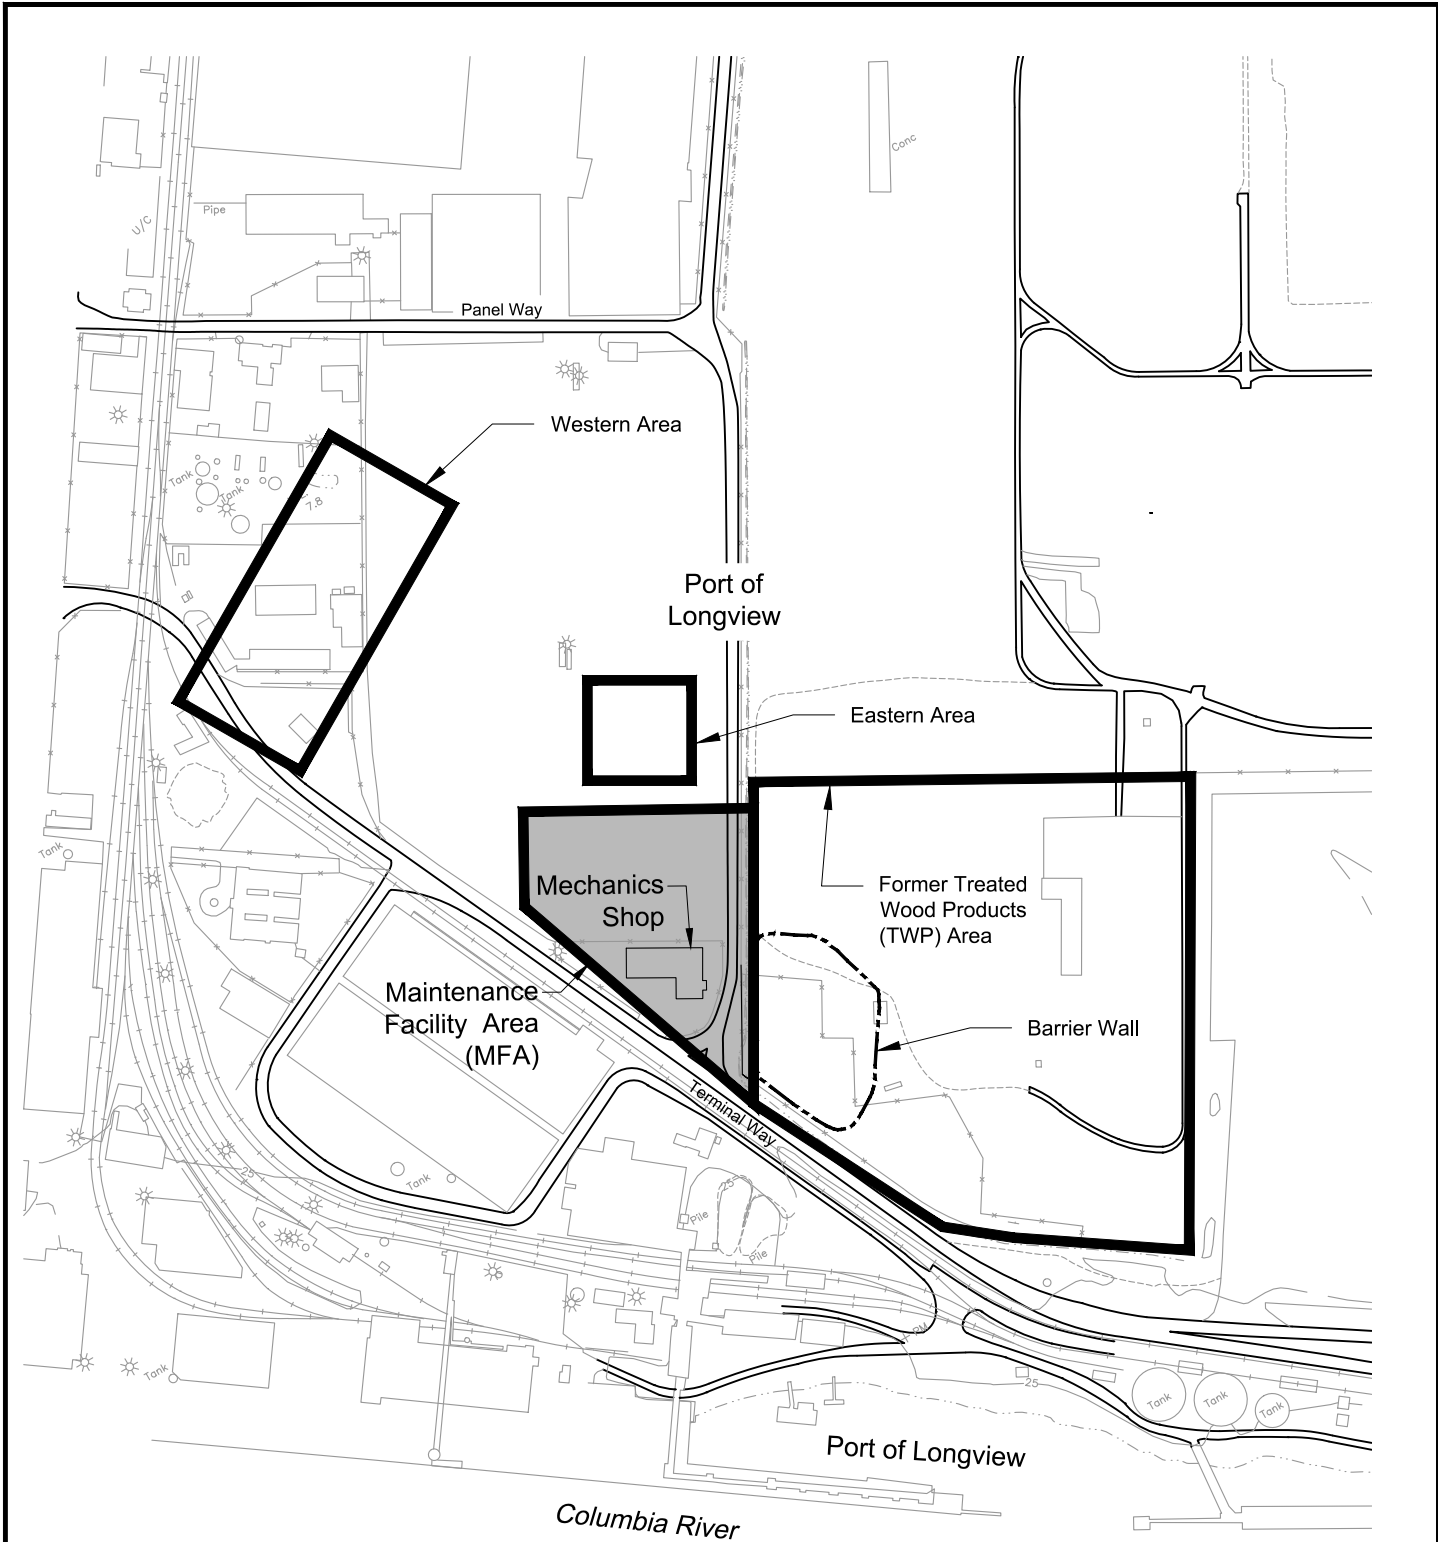 Conc
U/C
Pipe
Panel Way
Western Area
Tank
Tank
7.8
Port of
Longview
Eastern Area
Tank
Mechanics
Shop
Former Treated
Wood Products
(TWP) Area
Maintenance
Facility Area
(MFA)
Barrier Wall
Terminal Way
25
Tank
25
Pile
Pile
PM
Tank
25
Tank
Tank
Tank
Port of Longview
Columbia River